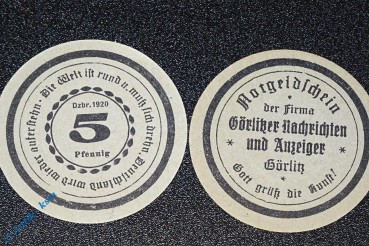 Die Welt ist rund u. muß sich drehn, Deutschland wird wieder auferstehn.
Dzbr. 1920
5
Pfennig
Notgeldschein
der Firma
Görlitzer Nachrichten
und Anzeiger
Görlitz
Gott grüß die Kunst!